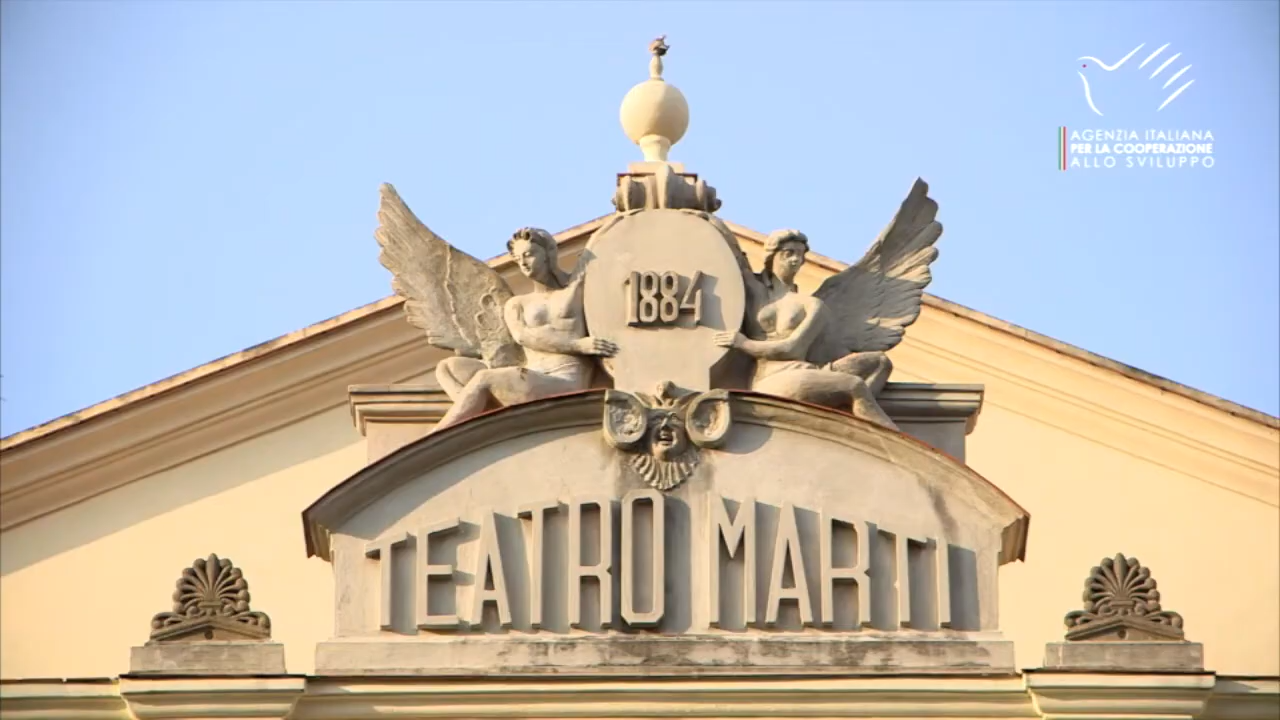 AGENZIA ITALIANA
PER LA COOPERAZIONE
ALLO SVILUPPO
1884
TEATRO MARTI